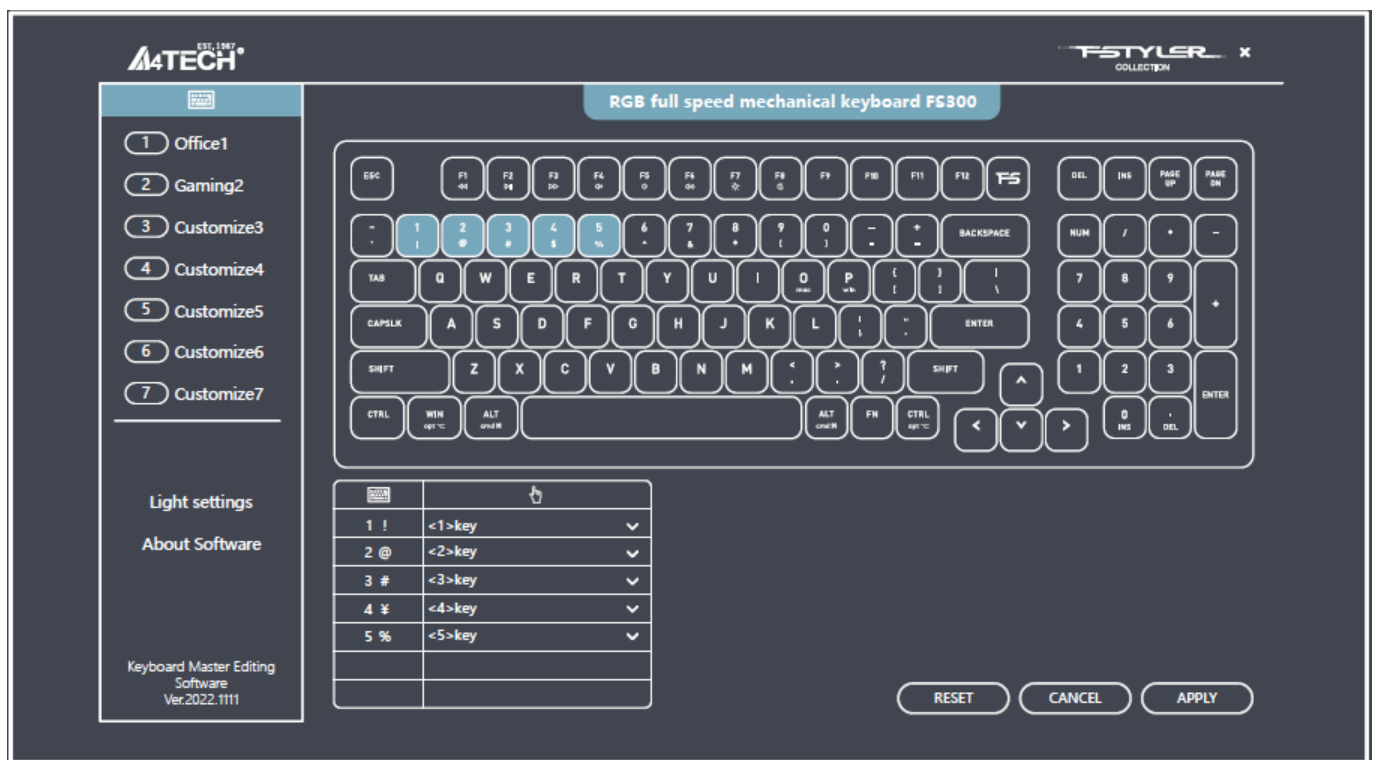 EST, 1987
A4TECH
FSTYLER
COLLECTION
x
RGB full speed mechanical keyboard FS300
1 Office1
2 Gaming2
3 Customize3
4 Customize4
5 Customize5
6 Customize6
7 Customize7
Light settings
About Software
Keyboard Master Editing
Software
Ver.2022.1111
ESC F1 F2 F3 F4 F5 F6 F7 F8 F9 F10 F11 F12 FS DEL INS PAGE UP PAGE DN
1 2 3 4 5 6 7 8 9 0 - + BACKSPACE NUM / -
! @ # $ % ^ & *
TAB Q W E R T Y U I O P { } | 7 8 9 +
[ ] \
CAPSLK A S D F G H J K L ENTER 4 5 6
SHIFT Z X C V B N M < > ? SHIFT ^ 1 2 3 ENTER
/
CTRL WIN ALT ALT FN CTRL < v > 0 .
opt cmd cmd opt INS DEL
1 ! <1>key
2 @ <2>key
3 # <3>key
4 ¥ <4>key
5 % <5>key
RESET CANCEL APPLY